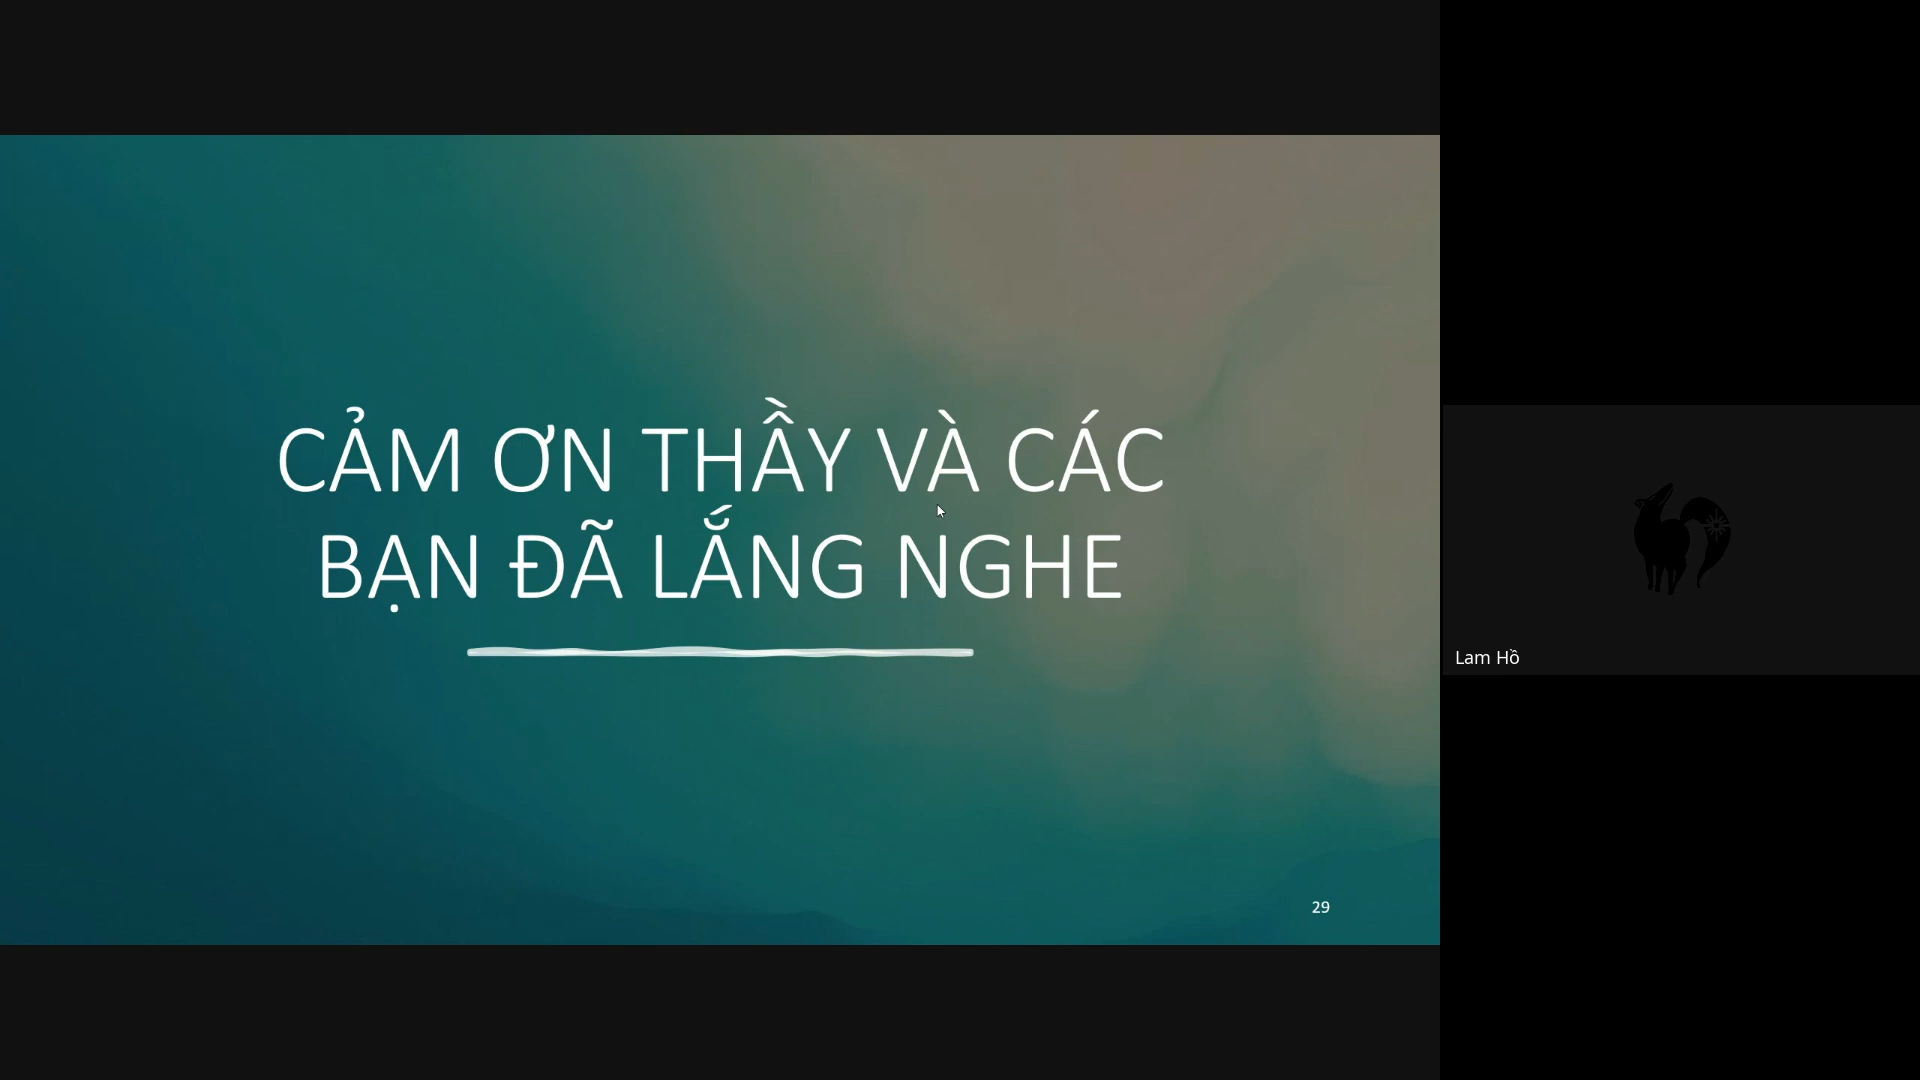 CẢM ƠN THẦY VÀ CÁC
BẠN ĐÃ LẮNG NGHE
29
Lam Hồ